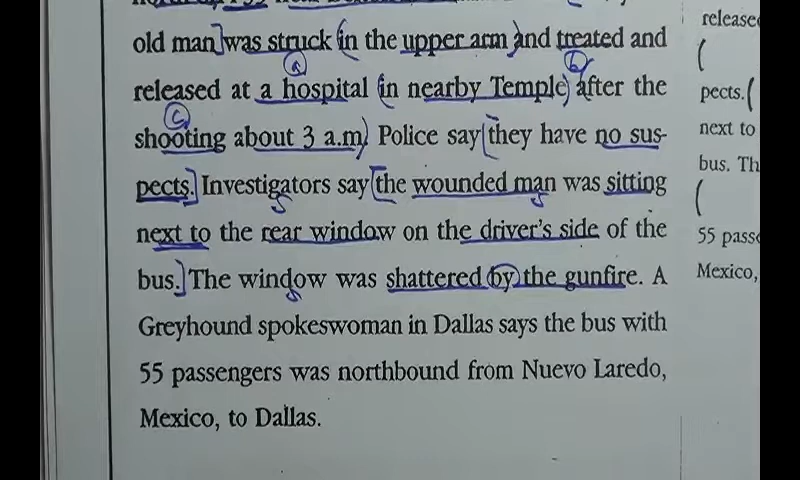 old man was struck in the upper arm and treated and
a b
released at a hospital in nearby Temple after the
c
shooting about 3 a.m. Police say they have no sus-
pects. Investigators say the wounded man was sitting
s s
next to the rear window on the driver's side of the
bus. The window was shattered by the gunfire. A
s
Greyhound spokeswoman in Dallas says the bus with
55 passengers was northbound from Nuevo Laredo,
Mexico, to Dallas.
(
pects. (
next to
bus. Th
(
Mexico,